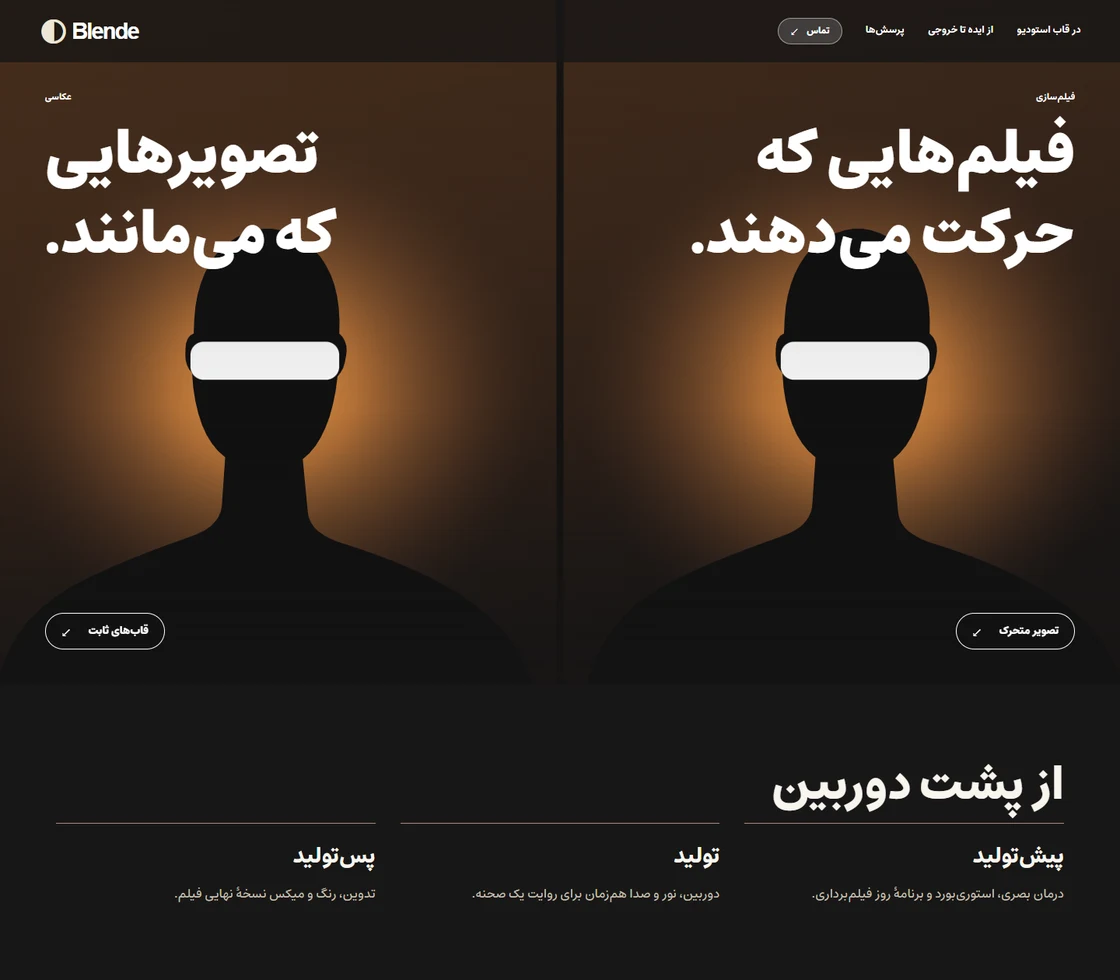 Blende
در قاب استودیو
از ایده تا خروجی
پرسش‌ها
تماس ↙
فیلم‌سازی
فیلم‌هایی که
حرکت می‌دهند.
تصویر متحرک ↙
عکاسی
تصویرهایی
که می‌مانند.
قاب‌های ثابت ↙
از پشت دوربین
پیش‌تولید
درمان بصری، استوری‌بورد و برنامهٔ روز فیلم‌برداری.
تولید
دوربین، نور و صدا هم‌زمان برای روایت یک صحنه.
پس‌تولید
تدوین، رنگ و میکس نسخهٔ نهایی فیلم.